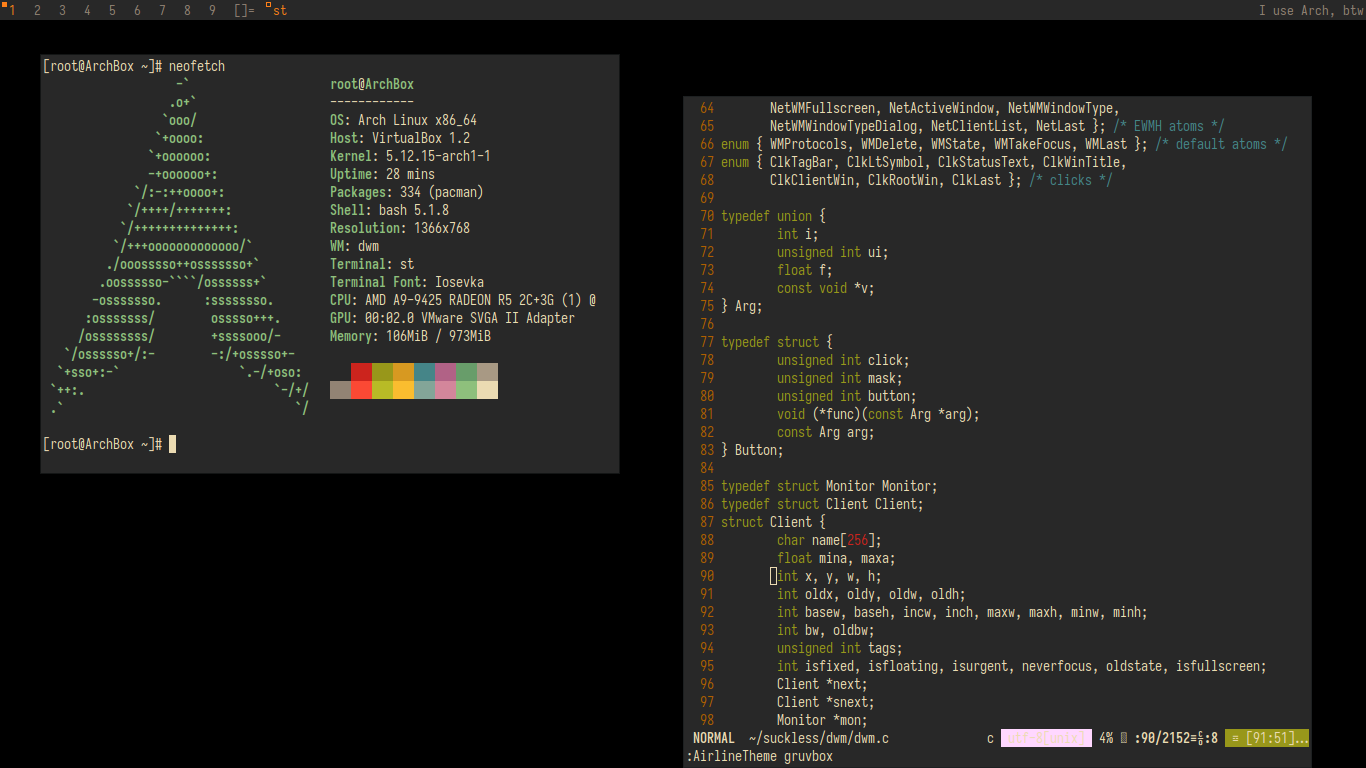 1 2 3 4 5 6 7 8 9 []= st I use Arch, btw
[root@ArchBox ~]# neofetch
-`
.o+`
`ooo/
`+oooo:
`+oooooo:
-+oooooo+:
`/:-:++oooo+:
`/++++/+++++++:
`/++++++++++++++:
`/+++ooooooooooooo/`
./ooosssso++osssssso+`
.oossssso-````/ossssss+`
-osssssso. :ssssssso.
:osssssss/ osssso+++.
/ossssssss/ +ssssooo/-
`/ossssso+/:- -:/+osssso+-
`+sso+:-` `.-/+oso:
`++:. `-/+/
.` `/
root@ArchBox
------------
OS: Arch Linux x86_64
Host: VirtualBox 1.2
Kernel: 5.12.15-arch1-1
Uptime: 28 mins
Packages: 334 (pacman)
Shell: bash 5.1.8
Resolution: 1366x768
WM: dwm
Terminal: st
Terminal Font: Iosevka
CPU: AMD A9-9425 RADEON R5 2C+3G (1) @
GPU: 00:02.0 VMware SVGA II Adapter
Memory: 106MiB / 973MiB
[root@ArchBox ~]#
64 NetWMFullscreen, NetActiveWindow, NetWMWindowType,
65 NetWMWindowTypeDialog, NetClientList, NetLast }; /* EWMH atoms */
66 enum { WMProtocols, WMDelete, WMState, WMTakeFocus, WMLast }; /* default atoms */
67 enum { ClkTagBar, ClkLtSymbol, ClkStatusText, ClkWinTitle,
68 ClkClientWin, ClkRootWin, ClkLast }; /* clicks */
69
70 typedef union {
71 int i;
72 unsigned int ui;
73 float f;
74 const void *v;
75 } Arg;
76
77 typedef struct {
78 unsigned int click;
79 unsigned int mask;
80 unsigned int button;
81 void (*func)(const Arg *arg);
82 const Arg arg;
83 } Button;
84
85 typedef struct Monitor Monitor;
86 typedef struct Client Client;
87 struct Client {
88 char name[256];
89 float mina, maxa;
90 int x, y, w, h;
91 int oldx, oldy, oldw, oldh;
92 int basew, baseh, incw, inch, maxw, maxh, minw, minh;
93 int bw, oldbw;
94 unsigned int tags;
95 int isfixed, isfloating, isurgent, neverfocus, oldstate, isfullscreen;
96 Client *next;
97 Client *snext;
98 Monitor *mon;
NORMAL ~/suckless/dwm/dwm.c c utf-8[unix] 4% :90/2152≡:8 ≡ [91:51]…
:AirlineTheme gruvbox